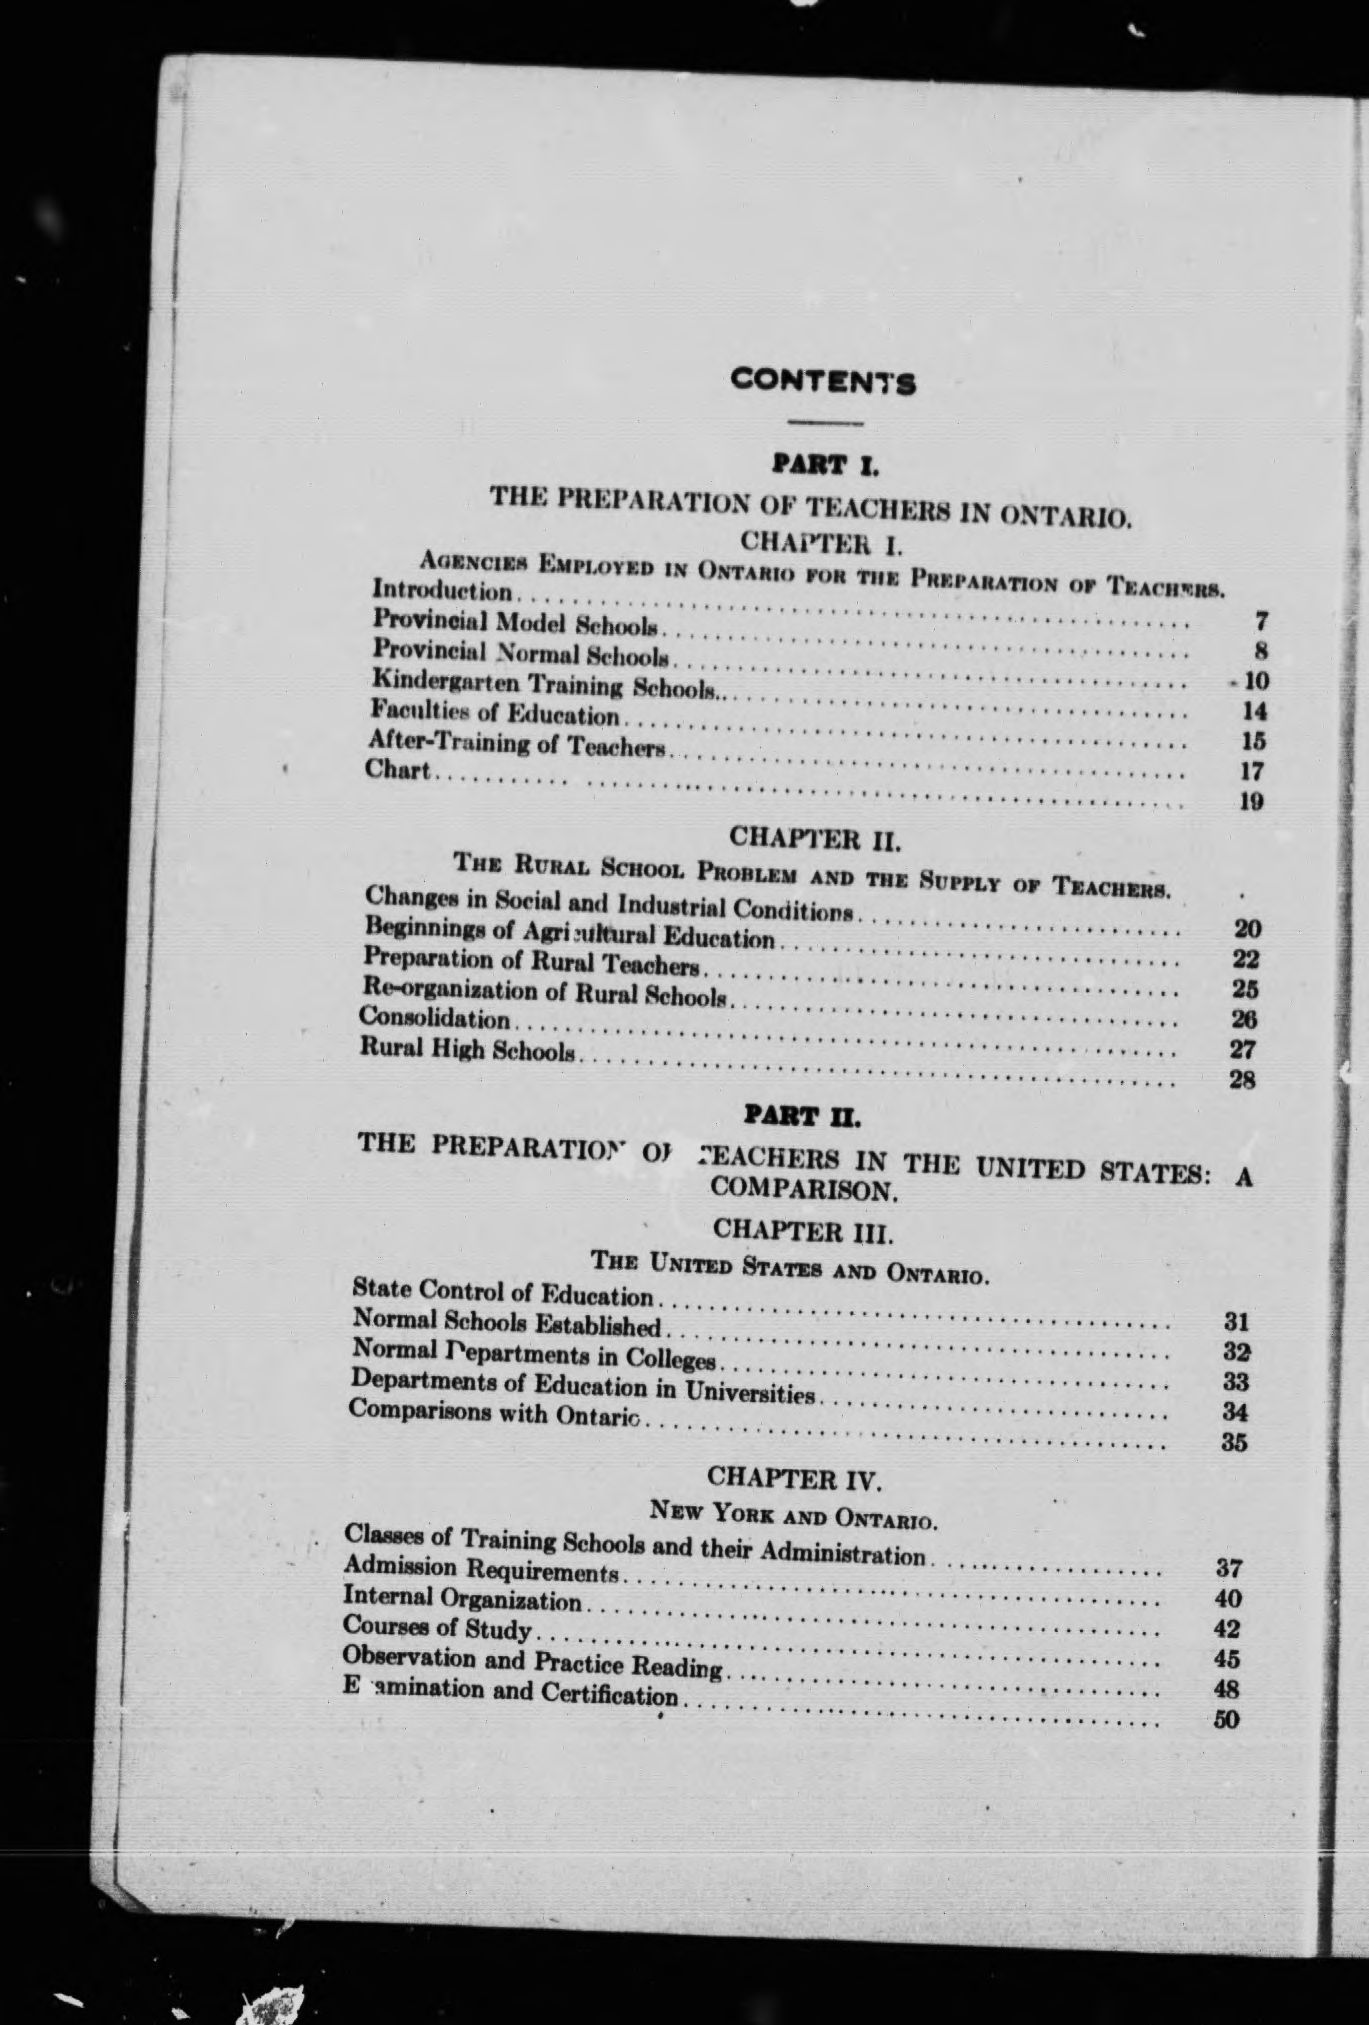 CONTENTS
PART I.
THE PREPARATION OF TEACHERS IN ONTARIO.
CHAPTER I.
AGENCIES EMPLOYED IN ONTARIO FOR THE PREPARATION OF TEACHERS.
Introduction 7
Provincial Model Schools 8
Provincial Normal Schools 10
Kindergarten Training Schools 14
Faculties of Education 15
After-Training of Teachers 17
Chart 19
CHAPTER II.
THE RURAL SCHOOL PROBLEM AND THE SUPPLY OF TEACHERS.
Changes in Social and Industrial Conditions 20
Beginnings of Agricultural Education 22
Preparation of Rural Teachers 25
Re-organization of Rural Schools 26
Consolidation 27
Rural High Schools 28
PART II.
THE PREPARATION OF TEACHERS IN THE UNITED STATES: A
COMPARISON.
CHAPTER III.
THE UNITED STATES AND ONTARIO.
State Control of Education 31
Normal Schools Established 32
Normal Departments in Colleges 33
Departments of Education in Universities 34
Comparisons with Ontario 35
CHAPTER IV.
NEW YORK AND ONTARIO.
Classes of Training Schools and their Administration 37
Admission Requirements 40
Internal Organization 42
Courses of Study 45
Observation and Practice Reading 48
Examination and Certification 50